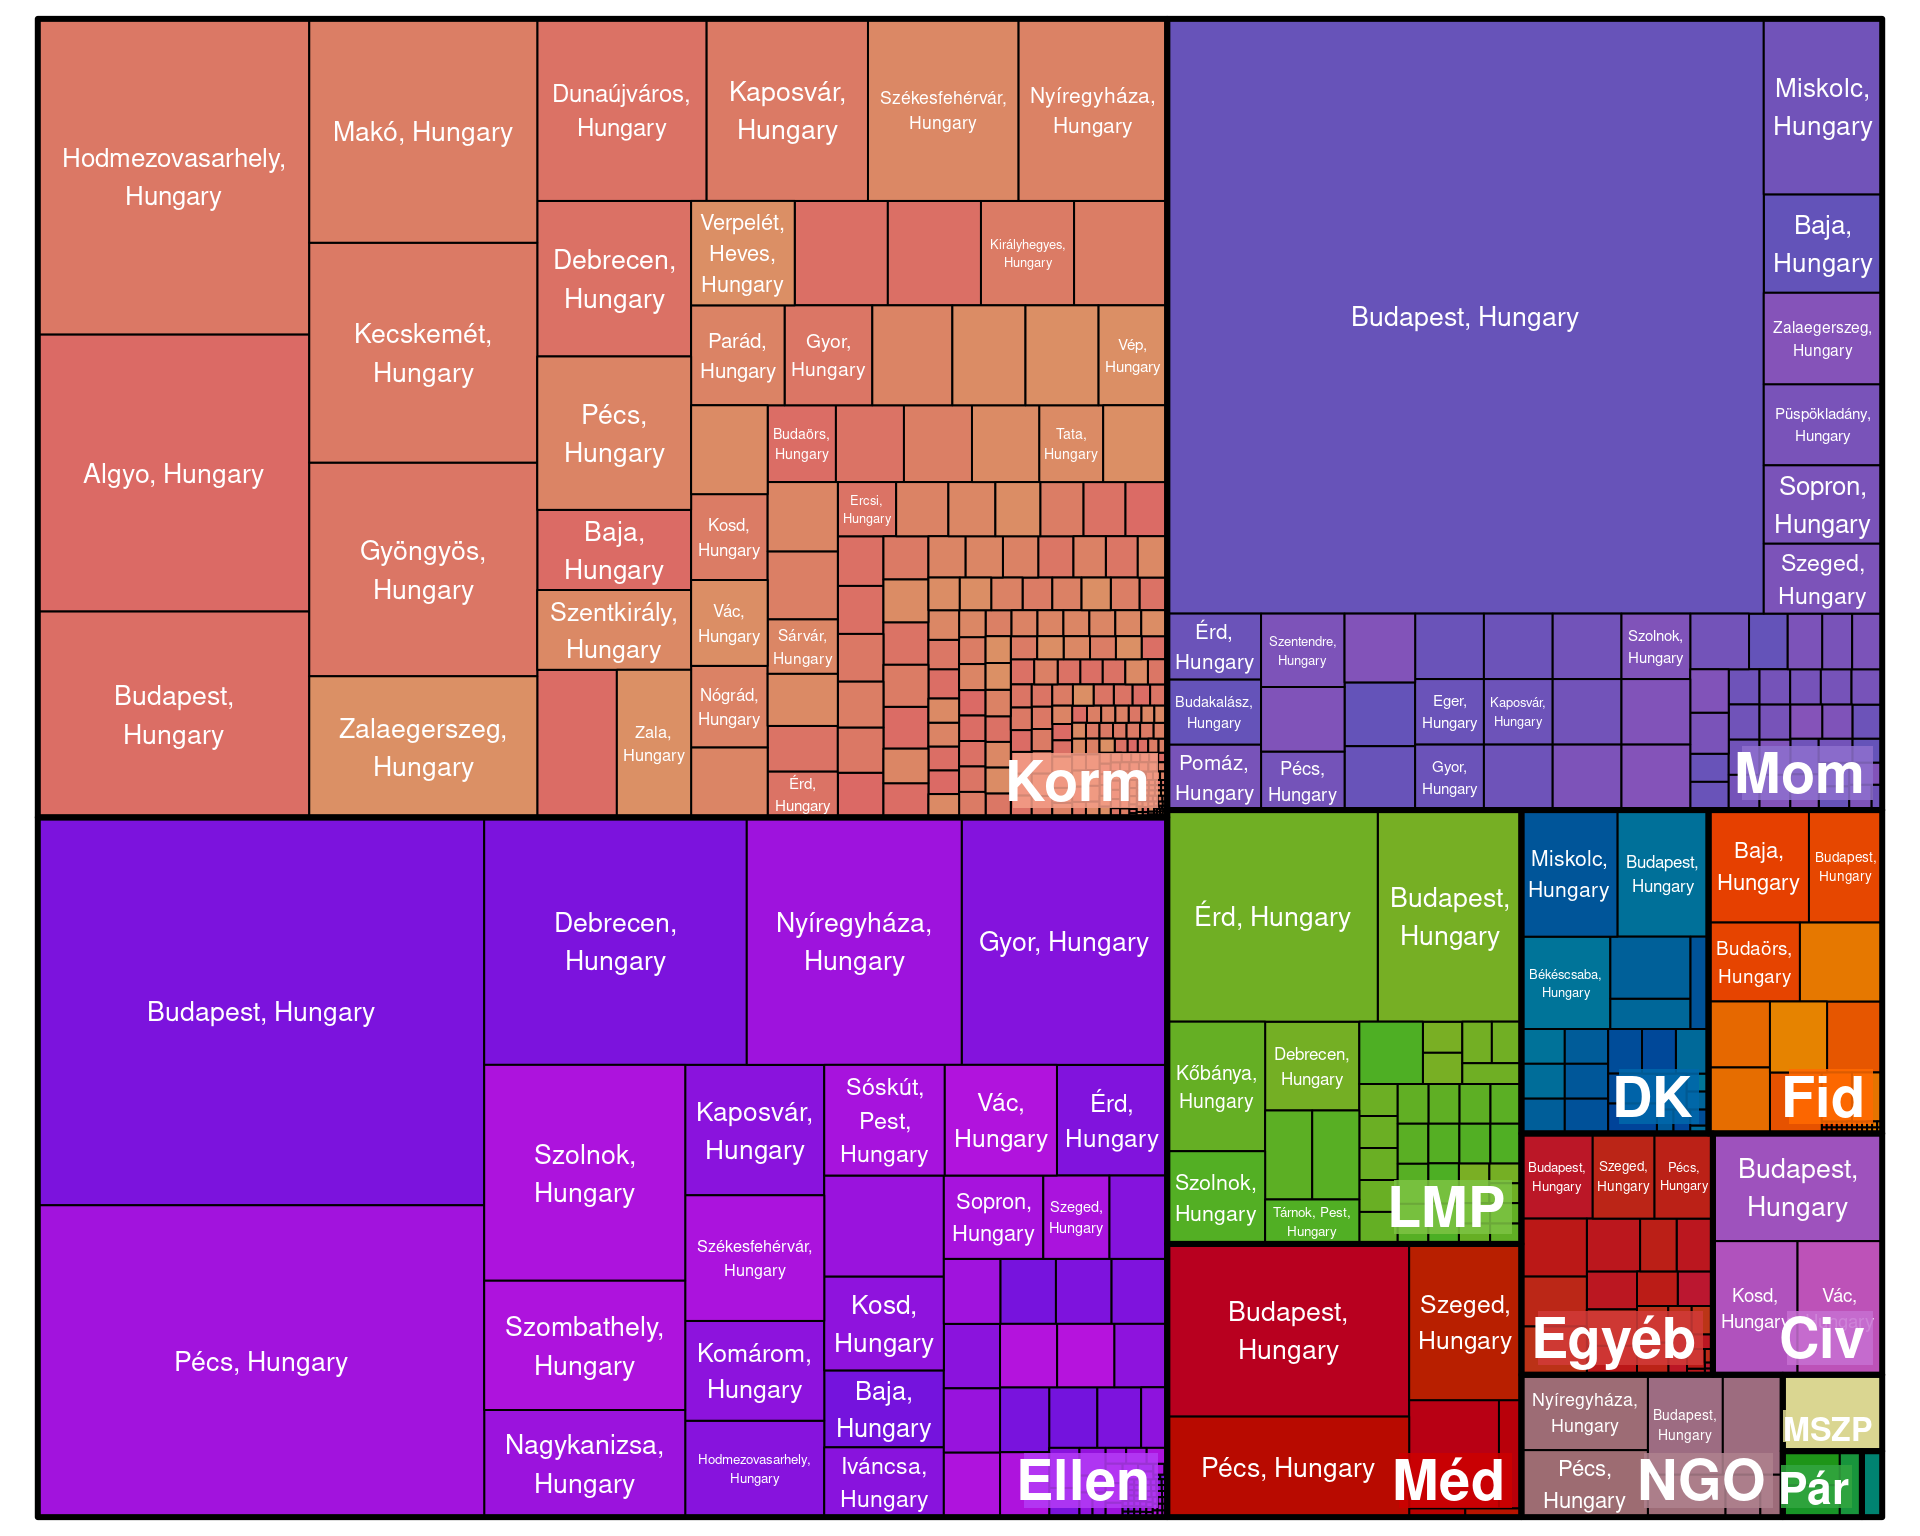 Hodmezovasarhely,
Hungary
Algyo, Hungary
Budapest,
Hungary
Makó, Hungary
Kecskemét,
Hungary
Gyöngyös,
Hungary
Zalaegerszeg,
Hungary
Dunaújváros,
Hungary
Kaposvár,
Hungary
Székesfehérvár,
Hungary
Nyíregyháza,
Hungary
Debrecen,
Hungary
Pécs,
Hungary
Baja,
Hungary
Szentkirály,
Hungary
Zala,
Hungary
Verpelét,
Heves,
Hungary
Királyhegyes,
Hungary
Parád,
Hungary
Gyor,
Hungary
Vép,
Hungary
Budaörs,
Hungary
Tata,
Hungary
Kosd,
Hungary
Ercsi,
Hungary
Vác,
Hungary
Sárvár,
Hungary
Nógrád,
Hungary
Érd,
Hungary
Korm
Budapest, Hungary
Miskolc,
Hungary
Baja,
Hungary
Zalaegerszeg,
Hungary
Püspökladány,
Hungary
Sopron,
Hungary
Szeged,
Hungary
Érd,
Hungary
Szentendre,
Hungary
Szolnok,
Hungary
Budakalász,
Hungary
Eger,
Hungary
Kaposvár,
Hungary
Pomáz,
Hungary
Pécs,
Hungary
Gyor,
Hungary
Mom
Budapest, Hungary
Pécs, Hungary
Debrecen,
Hungary
Nyíregyháza,
Hungary
Gyor, Hungary
Szolnok,
Hungary
Szombathely,
Hungary
Nagykanizsa,
Hungary
Kaposvár,
Hungary
Székesfehérvár,
Hungary
Komárom,
Hungary
Hodmezovasarhely,
Hungary
Sóskút,
Pest,
Hungary
Vác,
Hungary
Érd,
Hungary
Sopron,
Hungary
Szeged,
Hungary
Kosd,
Hungary
Baja,
Hungary
Iváncsa,
Hungary
Ellen
Érd, Hungary
Budapest,
Hungary
Kőbánya,
Hungary
Debrecen,
Hungary
Szolnok,
Hungary
Tárnok, Pest,
Hungary
LMP
Miskolc,
Hungary
Budapest,
Hungary
Békéscsaba,
Hungary
DK
Baja,
Hungary
Budapest,
Hungary
Budaörs,
Hungary
Fid
Budapest,
Hungary
Pécs, Hungary
Szeged,
Hungary
Méd
Budapest,
Hungary
Szeged,
Hungary
Pécs,
Hungary
Egyéb
Budapest,
Hungary
Kosd,
Hungary
Vác,
Hungary
Civ
Nyíregyháza,
Hungary
Budapest,
Hungary
Pécs,
Hungary
NGO
MSZP
Pár